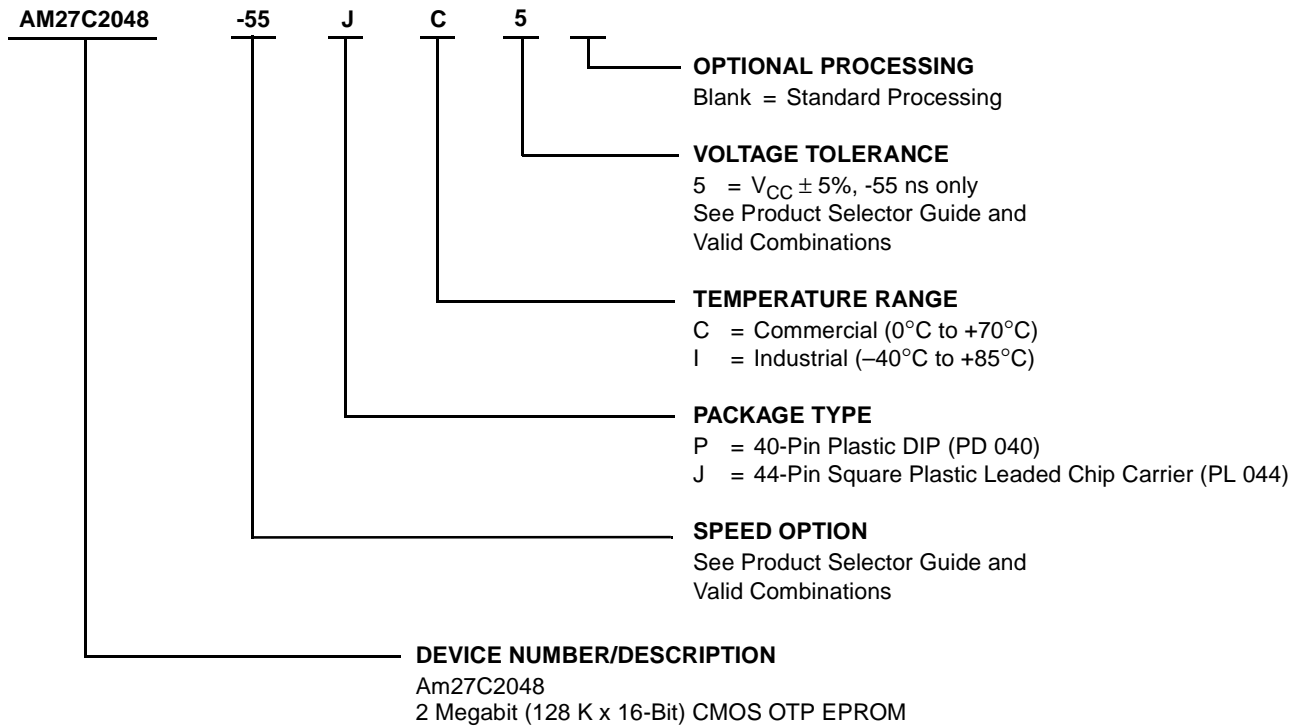 AM27C2048 -55 J C 5
OPTIONAL PROCESSING
Blank = Standard Processing
VOLTAGE TOLERANCE
5 = VCC ± 5%, -55 ns only
See Product Selector Guide and
Valid Combinations
TEMPERATURE RANGE
C = Commercial (0°C to +70°C)
I = Industrial (–40°C to +85°C)
PACKAGE TYPE
P = 40-Pin Plastic DIP (PD 040)
J = 44-Pin Square Plastic Leaded Chip Carrier (PL 044)
SPEED OPTION
See Product Selector Guide and
Valid Combinations
DEVICE NUMBER/DESCRIPTION
Am27C2048
2 Megabit (128 K x 16-Bit) CMOS OTP EPROM